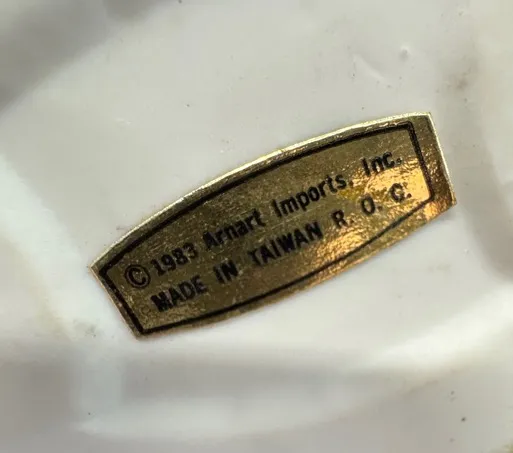 © 1983 Arnart Imports, Inc.
MADE IN TAIWAN R. O. C.